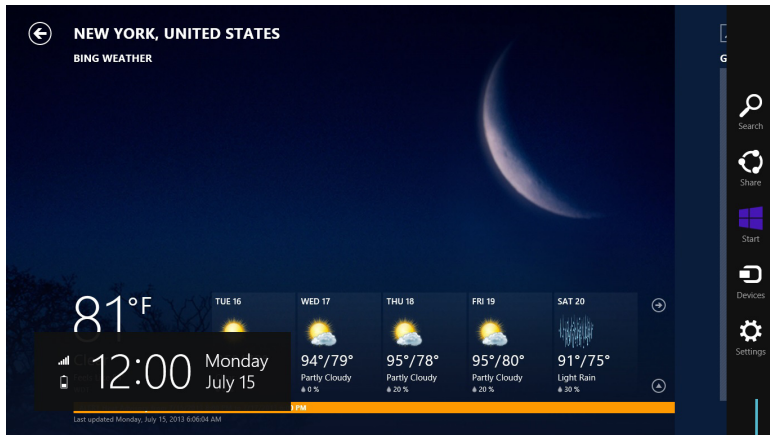 NEW YORK, UNITED STATES
BING WEATHER
G
Search
Share
Start
Devices
Settings
81°F
TUE 16
WED 17
94°/79°
Partly Cloudy
0 %
THU 18
95°/78°
Partly Cloudy
20 %
FRI 19
95°/80°
Partly Cloudy
20 %
SAT 20
91°/75°
Light Rain
30 %
12:00
Monday
July 15
PM
Last updated Monday, July 15, 2013 6:06:04 AM